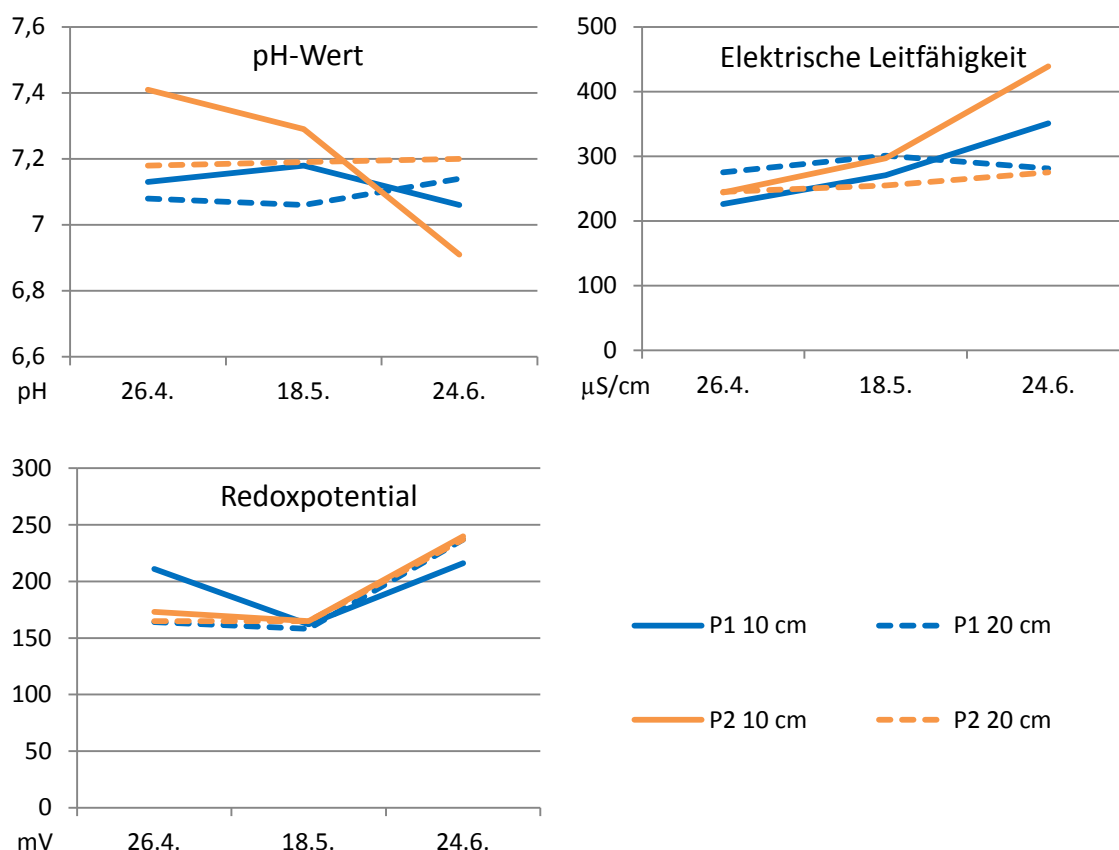 pH-Wert
7,6
7,4
7,2
7
6,8
6,6
pH 26.4. 18.5. 24.6.
Elektrische Leitfähigkeit
500
400
300
200
100
0
µS/cm 26.4. 18.5. 24.6.
Redoxpotential
300
250
200
150
100
50
0
mV 26.4. 18.5. 24.6.
P1 10 cm P1 20 cm
P2 10 cm P2 20 cm